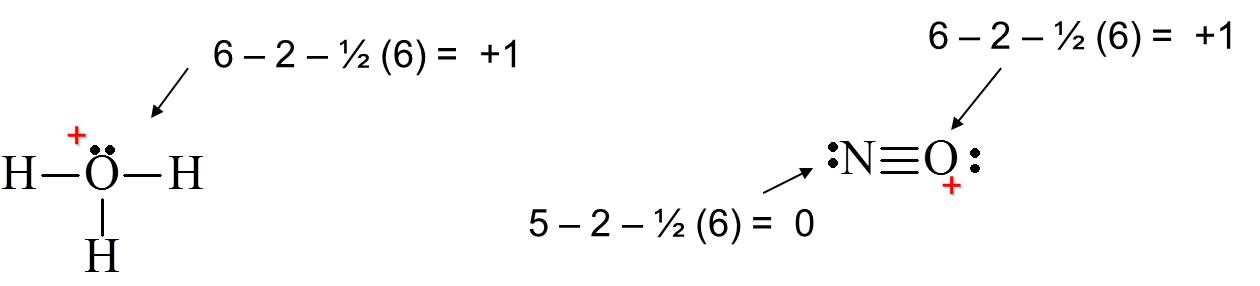 6 – 2 – ½ (6) = +1
+
H–O–H
H
6 – 2 – ½ (6) = +1
:N≡O:
+
5 – 2 – ½ (6) = 0